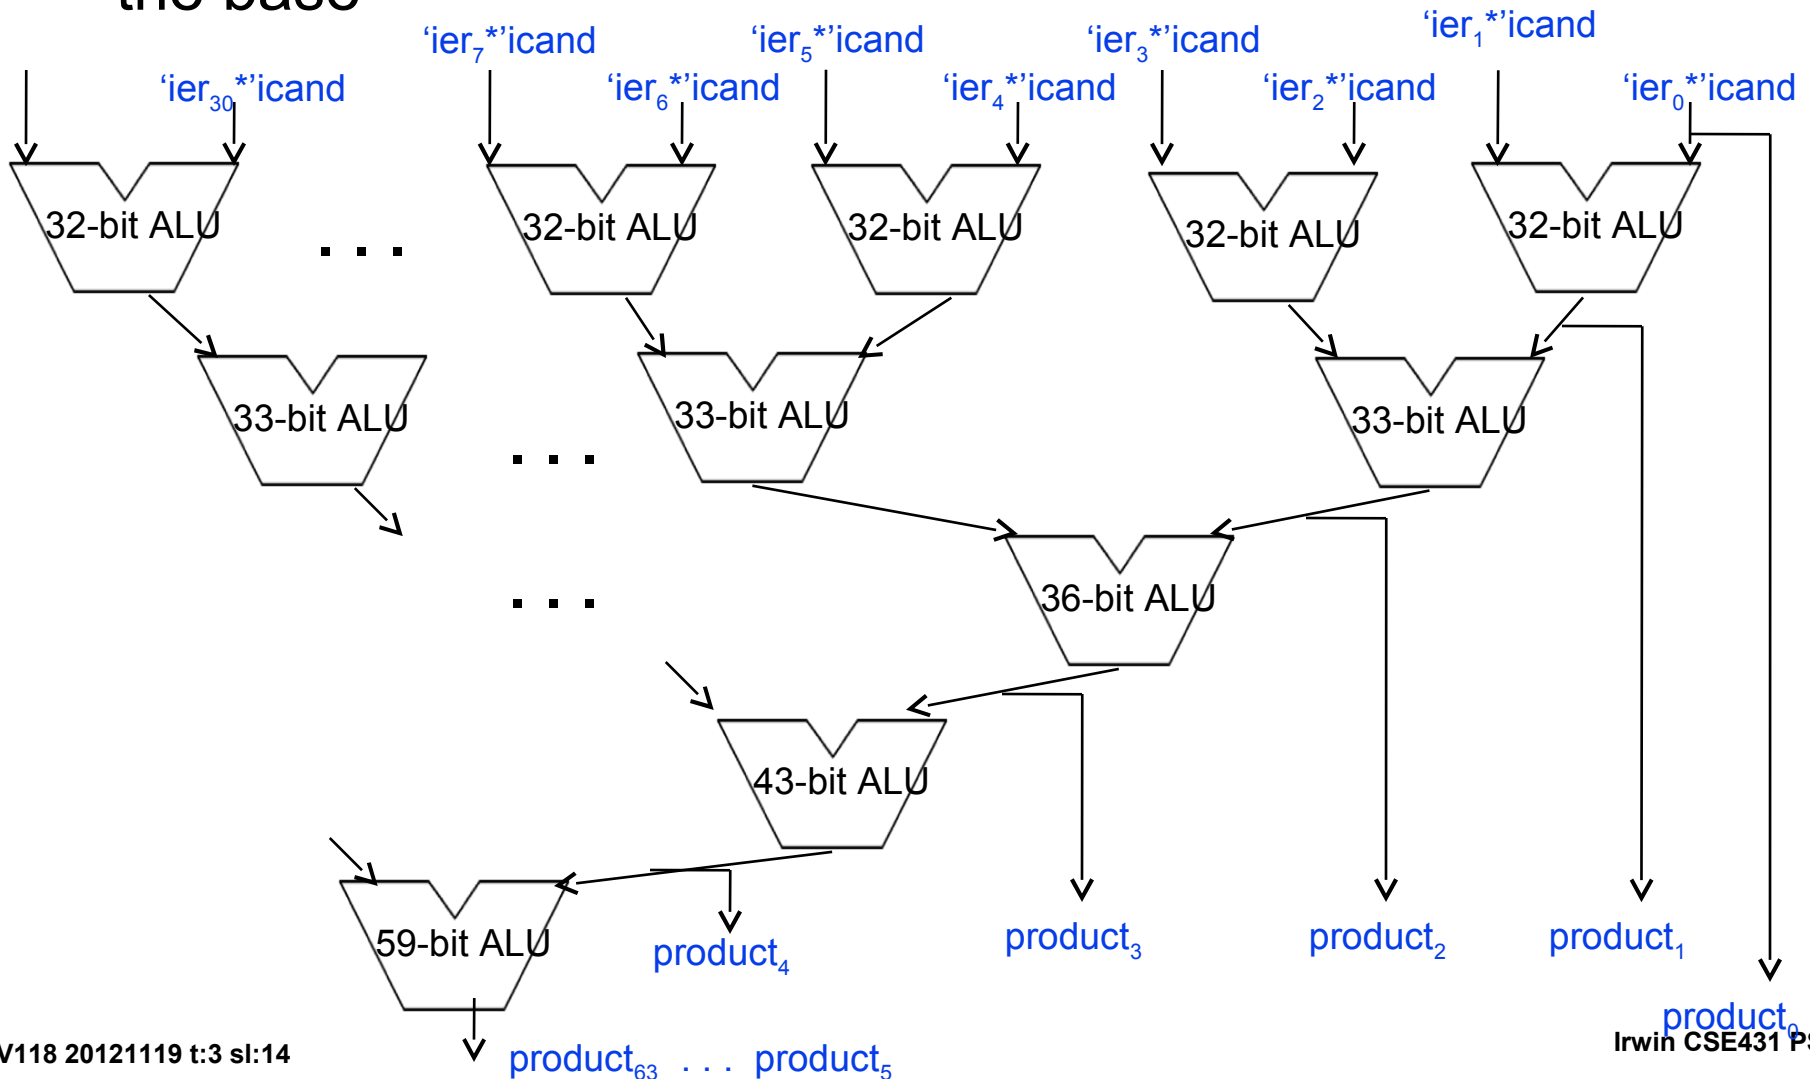 the base
‘ier₇*’icand ‘ier₅*’icand ‘ier₃*’icand ‘ier₁*’icand
‘ier₃₀*’icand ‘ier₆*’icand ‘ier₄*’icand ‘ier₂*’icand ‘ier₀*’icand
32-bit ALU . . . 32-bit ALU 32-bit ALU 32-bit ALU 32-bit ALU
33-bit ALU . . . 33-bit ALU 33-bit ALU
. . . 36-bit ALU
43-bit ALU
59-bit ALU product₄ product₃ product₂ product₁
product₀
V118 20121119 t:3 sl:14 product₆₃ . . . product₅ Irwin CSE431 PS